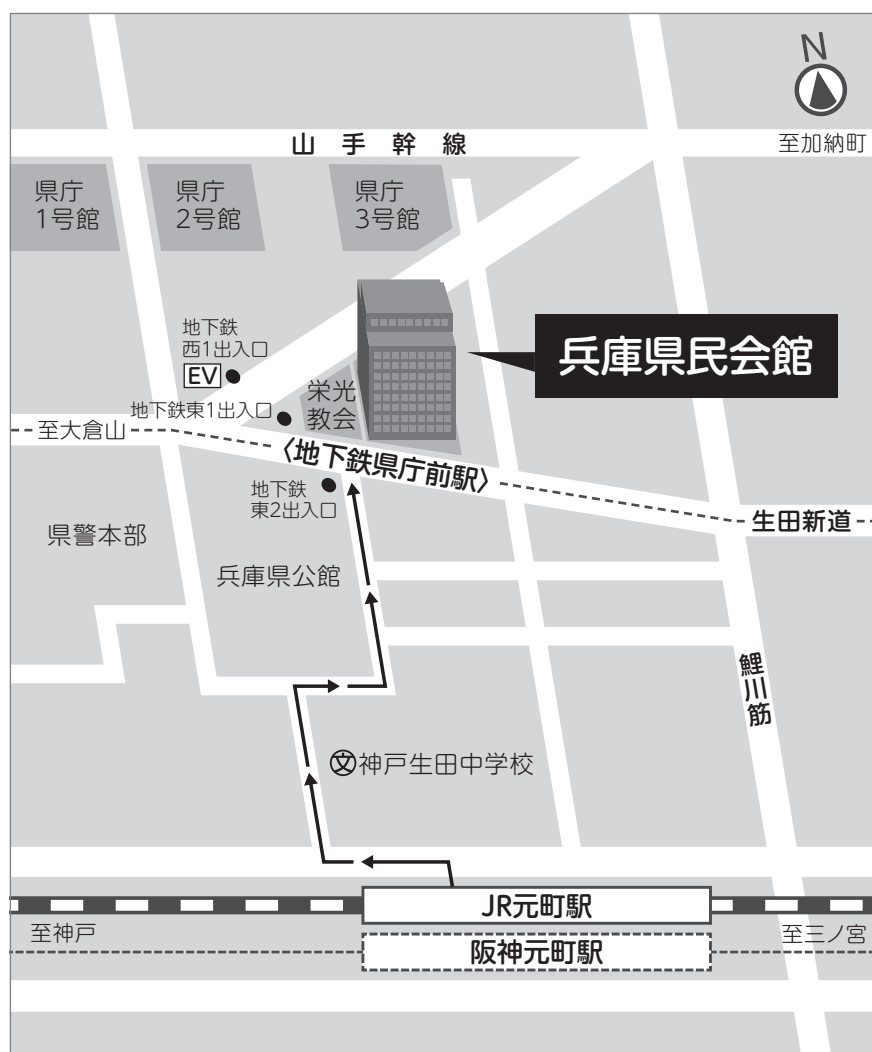 N
山手幹線
至加納町
県庁
1号館
県庁
2号館
県庁
3号館
地下鉄
西1出入口
EV
兵庫県民会館
地下鉄東1出入口
栄光
教会
至大倉山
〈地下鉄県庁前駅〉
地下鉄
東2出入口
生田新道
県警本部
兵庫県公館
鯉川筋
文神戸生田中学校
JR元町駅
至神戸
至三ノ宮
阪神元町駅